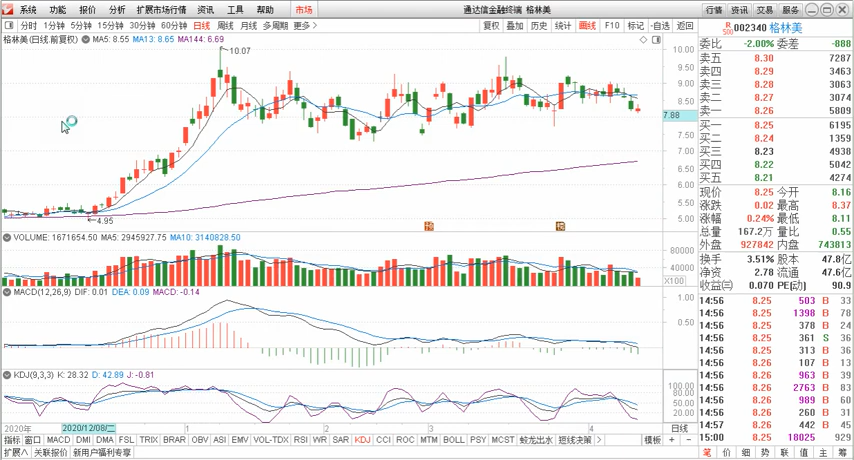 系统 功能 报价 分析 扩展市场行情 资讯 工具 帮助 市场 通达信金融终端 格林美 行情 资讯 交易 服务
分时 1分钟 5分钟 15分钟 30分钟 60分钟 日线 周线 月线 多周期 更多> 复权 叠加 历史 统计 画线 F10 标记 -自选 返回
格林美(日线.前复权) MA5: 8.55 MA13: 8.65 MA144: 6.69
10.07
4.95
10.00
9.50
9.00
8.50
7.88
7.50
7.00
6.50
6.00
5.50
5.00
VOLUME: 1671654.50 MA5: 2945927.75 MA10: 3140828.50
80000
40000
X100
MACD(12,26,9) DIF: 0.01 DEA: 0.09 MACD: -0.14
1.00
0.50
KDJ(9,3,3) K: 28.32 D: 42.89 J: -0.81
100.00
80.00
50.00
20.00
2020年 2020/12/08/二 1 2 3 4 日线
指标 窗口 MACD DMI DMA FSL TRIX BRAR OBV ASI EMV VOL-TDX RSI WR SAR KDJ CCI ROC MTM BOLL PSY MCST 蛟龙出水 短线决策 > 模板 + -
扩展∧ 关联报价 新用户福利专享
R 500 002340 格林美
委比 -2.00% 委差 -888
卖五 8.30 7287
卖四 8.29 3463
卖三 8.28 3063
卖二 8.27 3074
卖一 8.26 5809
买一 8.25 6195
买二 8.24 1359
买三 8.23 4938
买四 8.22 5042
买五 8.21 4274
现价 8.25 今开 8.16
涨跌 0.02 最高 8.37
涨幅 0.24% 最低 8.11
总量 167.2万 量比 0.55
外盘 927842 内盘 743813
换手 3.51% 股本 47.8亿
净资 2.78 流通 47.6亿
收益㈢ 0.070 PE(动) 90.9
14:56 8.25 503 B 33
14:56 8.25 1398 B 78
14:56 8.25 378 B 24
14:56 8.25 361 S 36
14:56 8.26 313 B 36
14:56 8.26 107 B 13
14:56 8.26 963 B 39
14:56 8.26 2763 B 83
14:56 8.26 989 B 60
14:56 8.26 260 B 31
14:57 8.26 442 B 45
15:00 8.25 18025 929
笔 价 细 势 联 值 主 筹